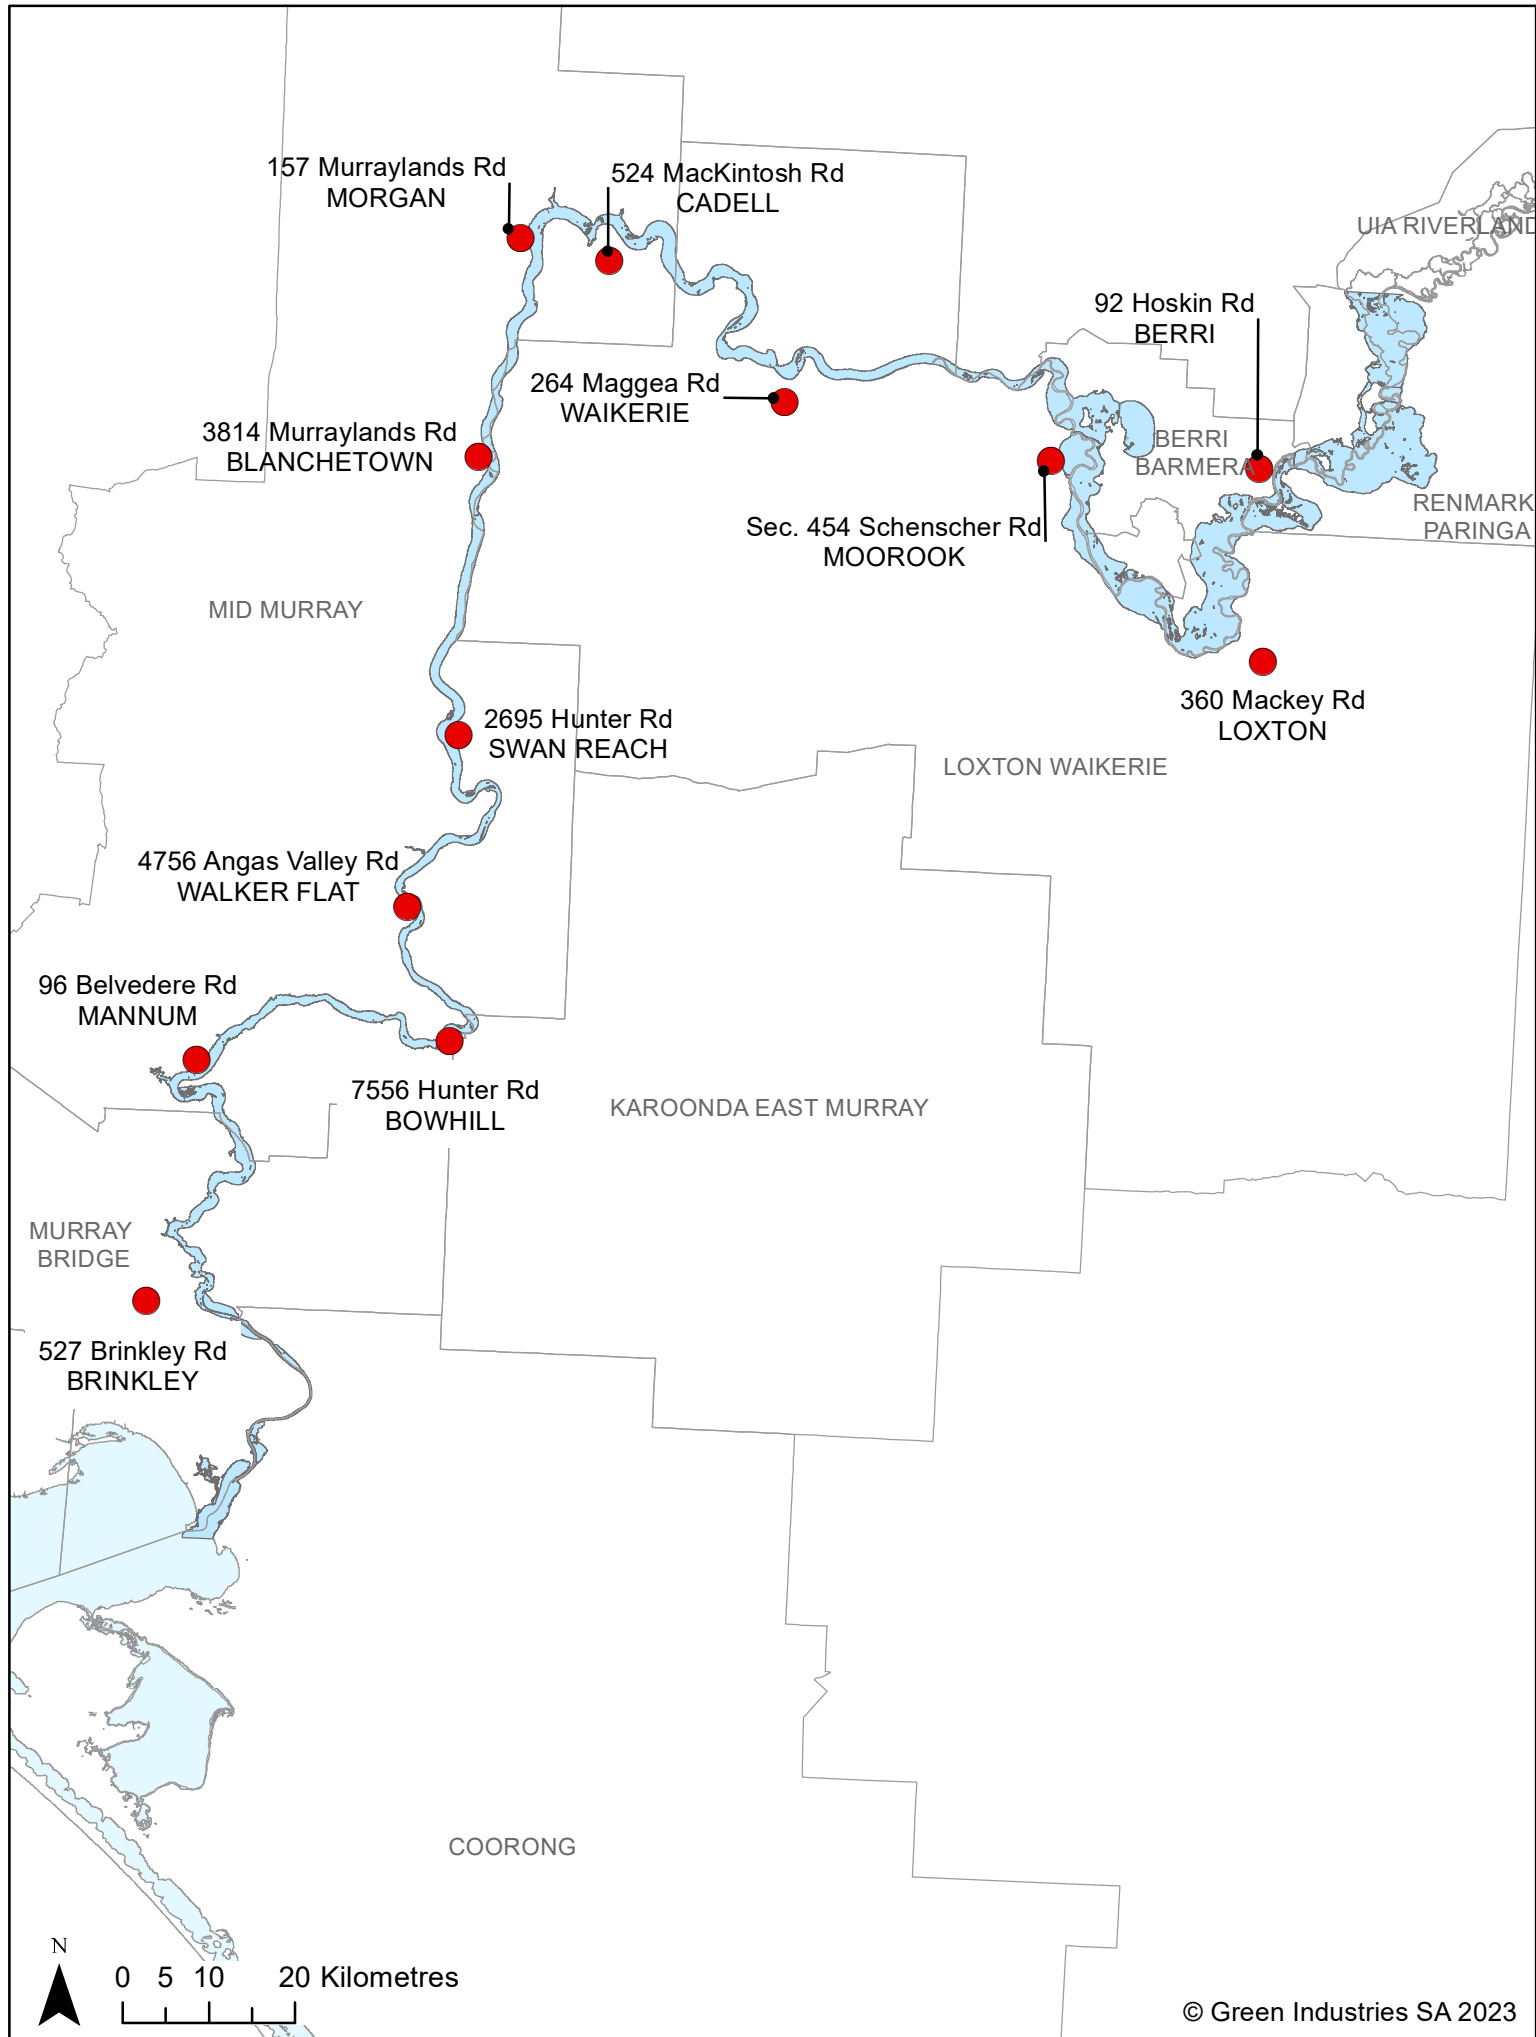 157 Murraylands Rd
MORGAN
524 MacKintosh Rd
CADELL
UIA RIVERLAND
92 Hoskin Rd
BERRI
264 Maggea Rd
WAIKERIE
3814 Murraylands Rd
BLANCHETOWN
BERRI
BARMERA
RENMARK
PARINGA
Sec. 454 Schenscher Rd
MOOROOK
MID MURRAY
360 Mackey Rd
LOXTON
2695 Hunter Rd
SWAN REACH
LOXTON WAIKERIE
4756 Angas Valley Rd
WALKER FLAT
96 Belvedere Rd
MANNUM
7556 Hunter Rd
BOWHILL
KAROONDA EAST MURRAY
MURRAY
BRIDGE
527 Brinkley Rd
BRINKLEY
COORONG
N
0 5 10 20 Kilometres
© Green Industries SA 2023